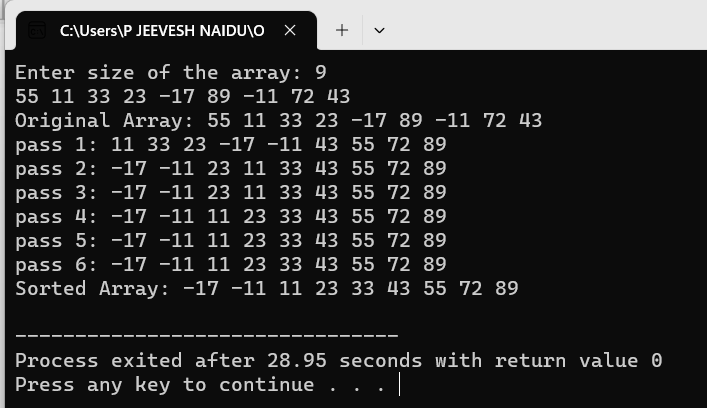 C:\Users\P JEEVESH NAIDU\O
Enter size of the array: 9
55 11 33 23 -17 89 -11 72 43
Original Array: 55 11 33 23 -17 89 -11 72 43
pass 1: 11 33 23 -17 -11 43 55 72 89
pass 2: -17 -11 23 11 33 43 55 72 89
pass 3: -17 -11 23 11 33 43 55 72 89
pass 4: -17 -11 11 23 33 43 55 72 89
pass 5: -17 -11 11 23 33 43 55 72 89
pass 6: -17 -11 11 23 33 43 55 72 89
Sorted Array: -17 -11 11 23 33 43 55 72 89
--------------------------------
Process exited after 28.95 seconds with return value 0
Press any key to continue . . .